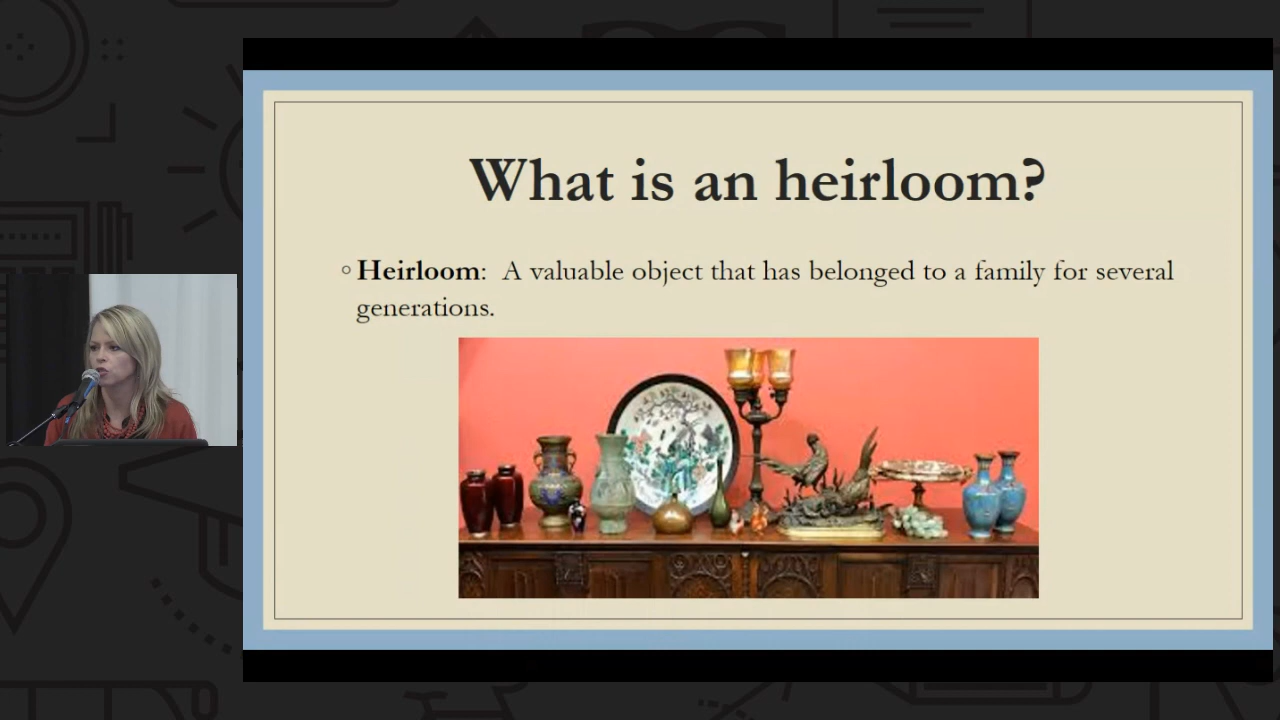 What is an heirloom?
◦ Heirloom: A valuable object that has belonged to a family for several
generations.